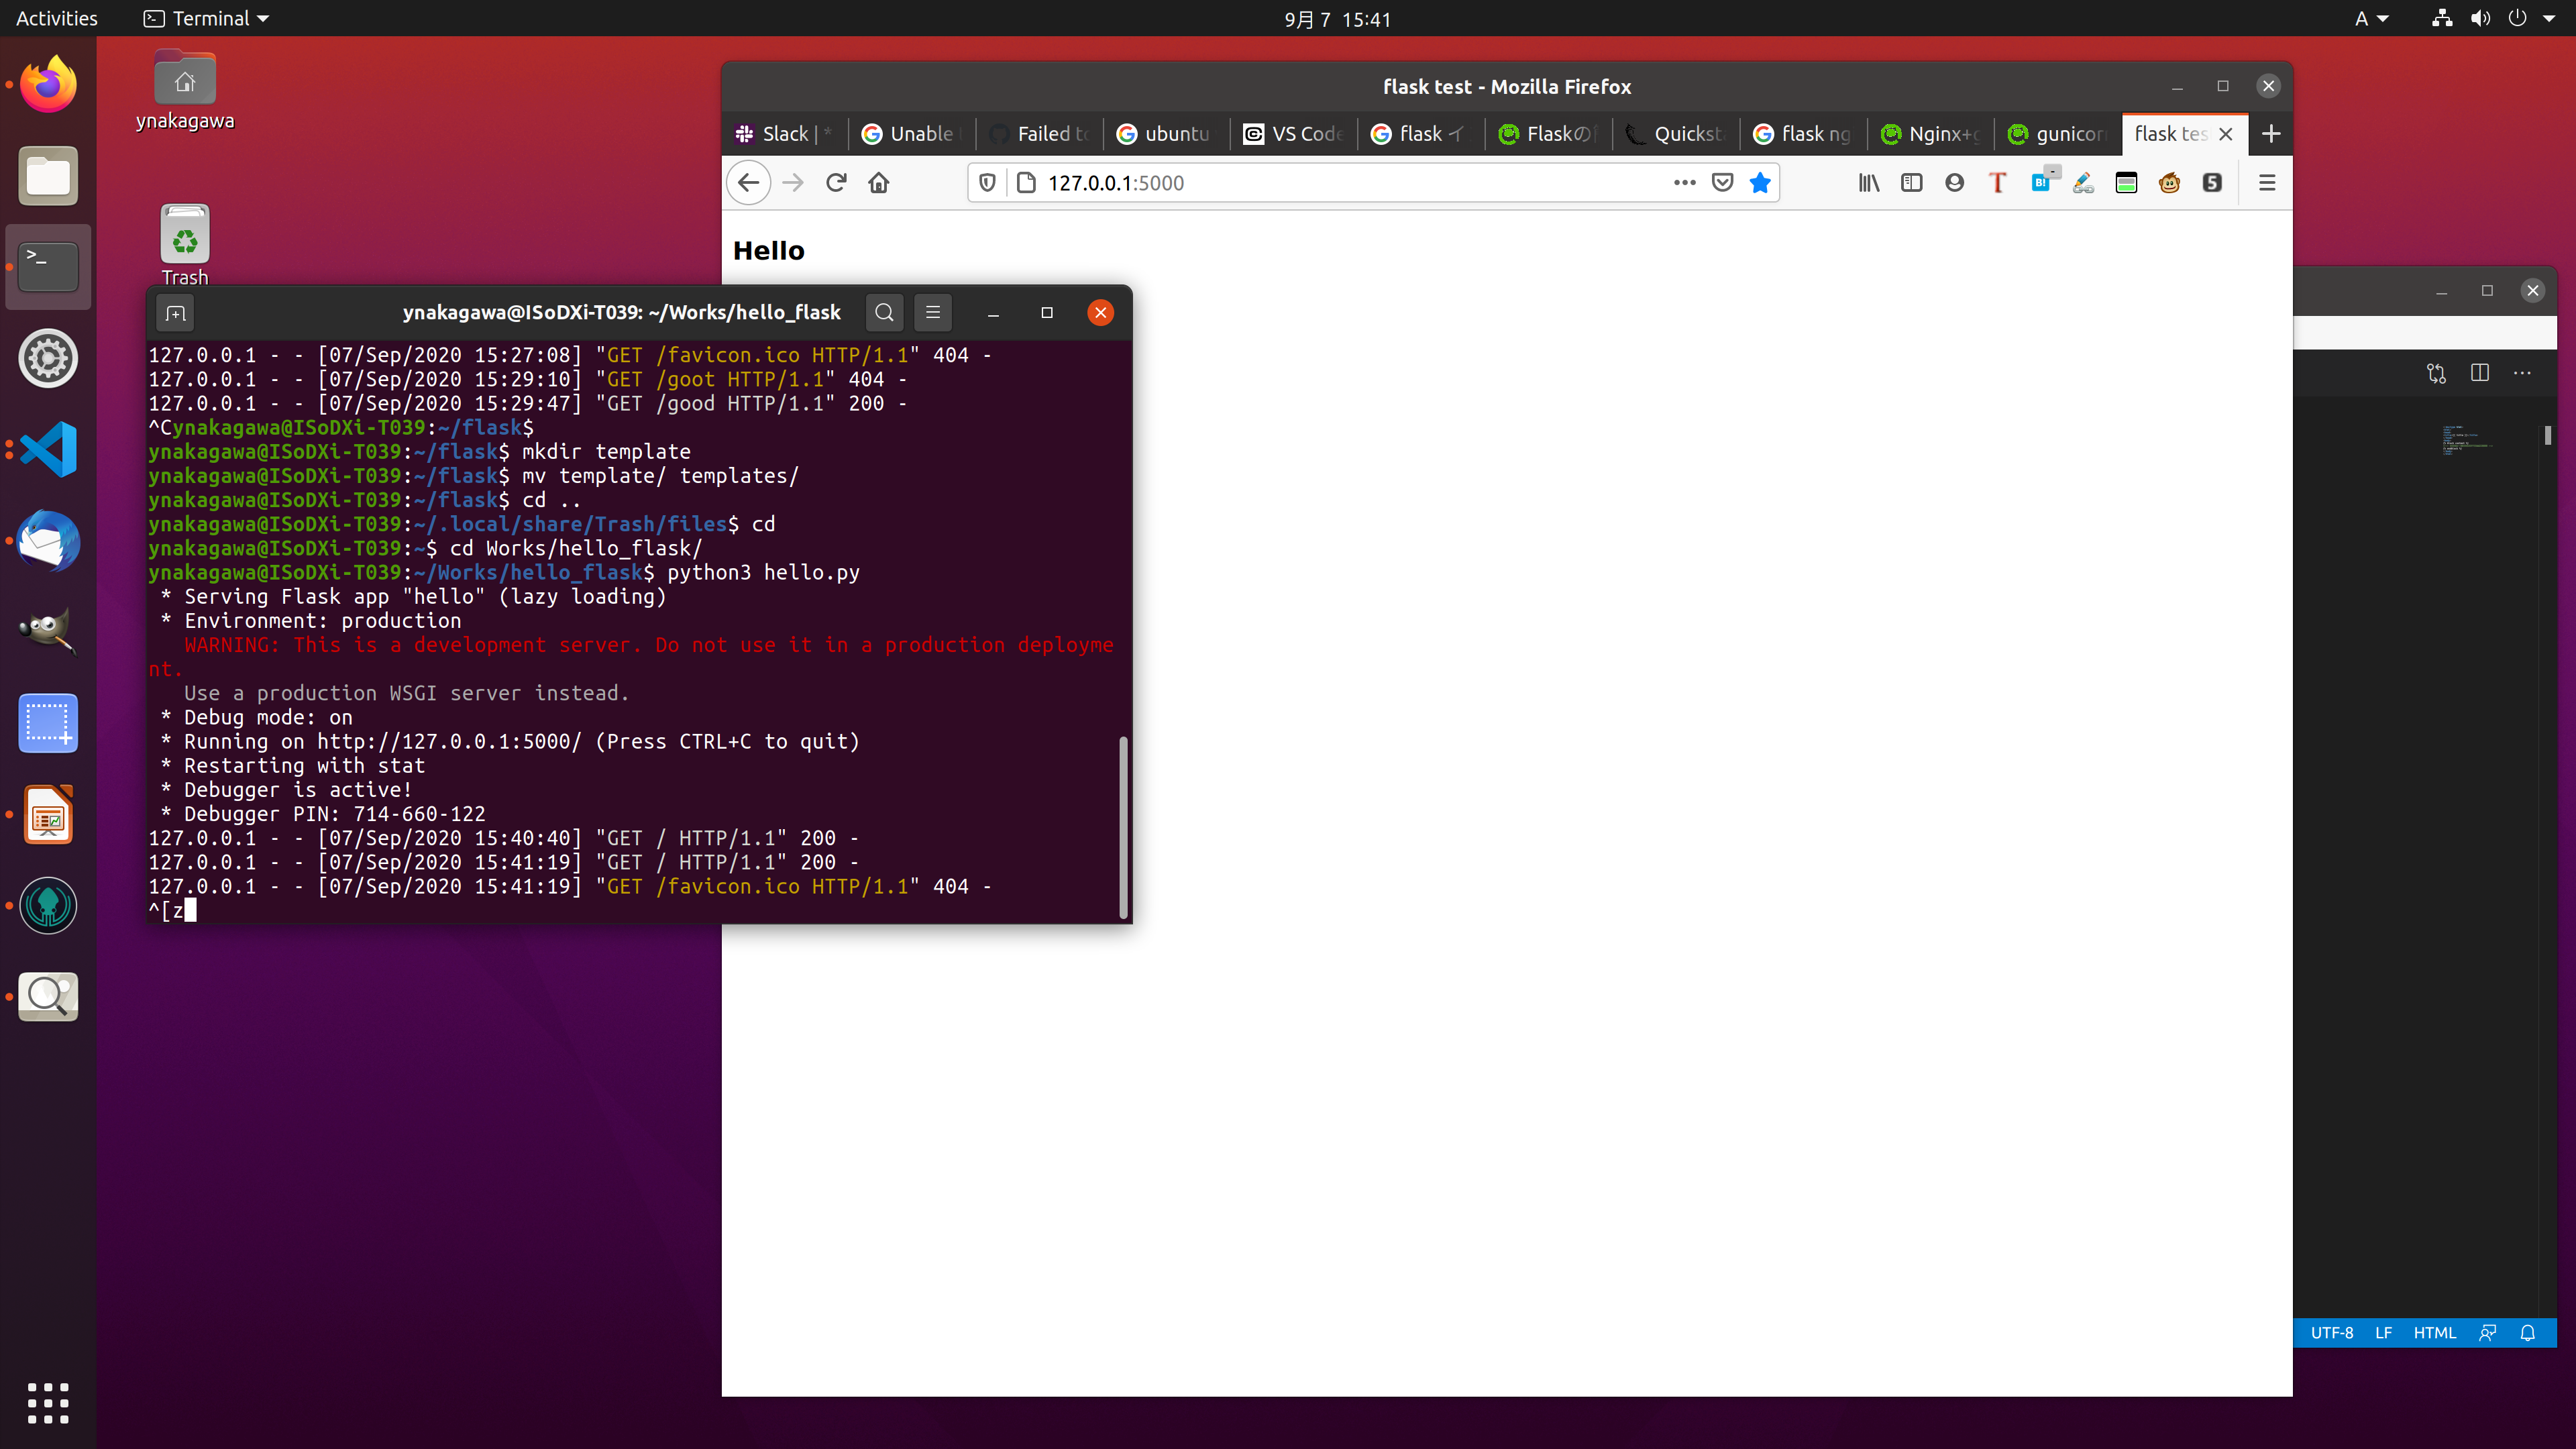 Activities
Terminal
9月 7 15:41
A
ynakagawa
Trash
flask test - Mozilla Firefox
Slack | *
Unable
Failed to
ubuntu
VS Code
flask イ
Flaskの
Quicksta
flask ng
Nginx+g
gunicorn
flask tes
127.0.0.1:5000
Hello
ynakagawa@ISoDXi-T039: ~/Works/hello_flask
127.0.0.1 - - [07/Sep/2020 15:27:08] "GET /favicon.ico HTTP/1.1" 404 -
127.0.0.1 - - [07/Sep/2020 15:29:10] "GET /goot HTTP/1.1" 404 -
127.0.0.1 - - [07/Sep/2020 15:29:47] "GET /good HTTP/1.1" 200 -
^Cynakagawa@ISoDXi-T039:~/flask$
ynakagawa@ISoDXi-T039:~/flask$ mkdir template
ynakagawa@ISoDXi-T039:~/flask$ mv template/ templates/
ynakagawa@ISoDXi-T039:~/flask$ cd ..
ynakagawa@ISoDXi-T039:~/.local/share/Trash/files$ cd
ynakagawa@ISoDXi-T039:~$ cd Works/hello_flask/
ynakagawa@ISoDXi-T039:~/Works/hello_flask$ python3 hello.py
* Serving Flask app "hello" (lazy loading)
* Environment: production
WARNING: This is a development server. Do not use it in a production deployme
nt.
Use a production WSGI server instead.
* Debug mode: on
* Running on http://127.0.0.1:5000/ (Press CTRL+C to quit)
* Restarting with stat
* Debugger is active!
* Debugger PIN: 714-660-122
127.0.0.1 - - [07/Sep/2020 15:40:40] "GET / HTTP/1.1" 200 -
127.0.0.1 - - [07/Sep/2020 15:41:19] "GET / HTTP/1.1" 200 -
127.0.0.1 - - [07/Sep/2020 15:41:19] "GET /favicon.ico HTTP/1.1" 404 -
^[z
UTF-8 LF HTML